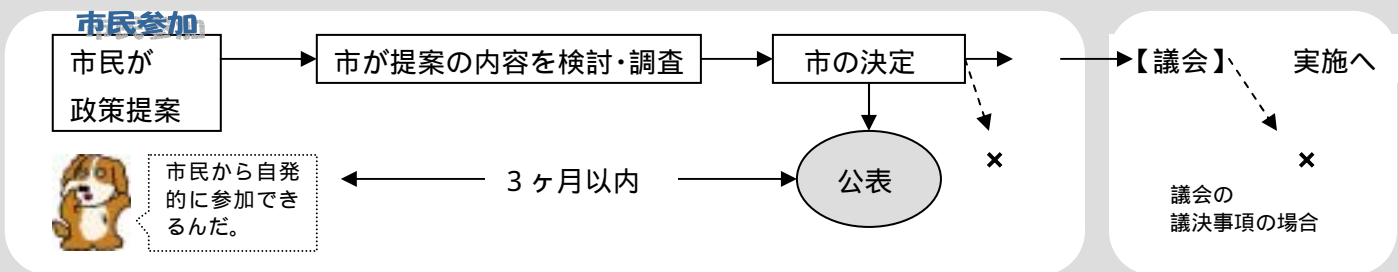 市民参加
市民が
政策提案
市が提案の内容を検討・調査
市の決定
【議会】
実施へ
市民から自発
的に参加でき
るんだ。
3ヶ月以内
公表
×
×
議会の
議決事項の場合